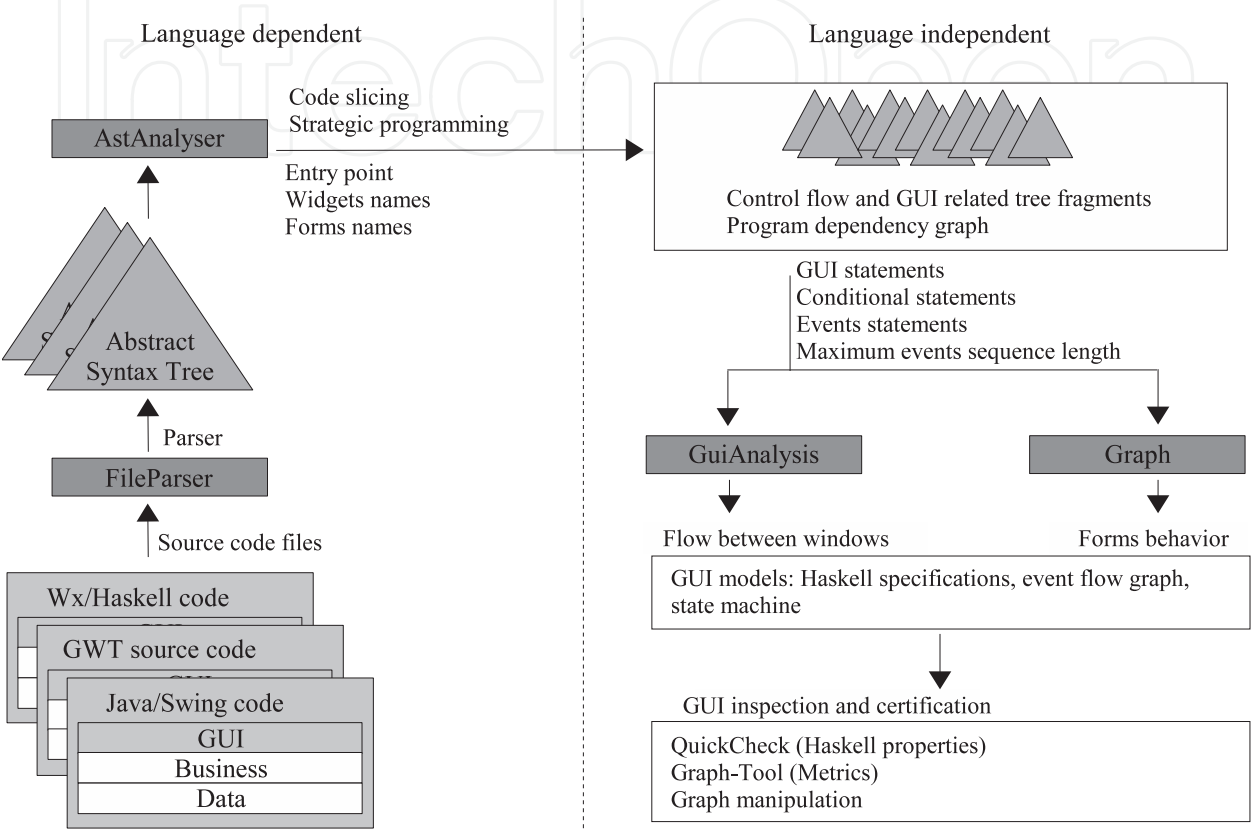 Language dependent
Language independent
Code slicing
Strategic programming
AstAnalyser
Entry point
Widgets names
Forms names
Control flow and GUI related tree fragments
Program dependency graph
Abstract
Syntax Tree
GUI statements
Conditional statements
Events statements
Maximum events sequence length
Parser
FileParser
GuiAnalysis
Graph
Source code files
Flow between windows
Forms behavior
GUI models: Haskell specifications, event flow graph,
state machine
Wx/Haskell code
GWT source code
Java/Swing code
GUI
Business
Data
GUI inspection and certification
QuickCheck (Haskell properties)
Graph-Tool (Metrics)
Graph manipulation
IntechOpen